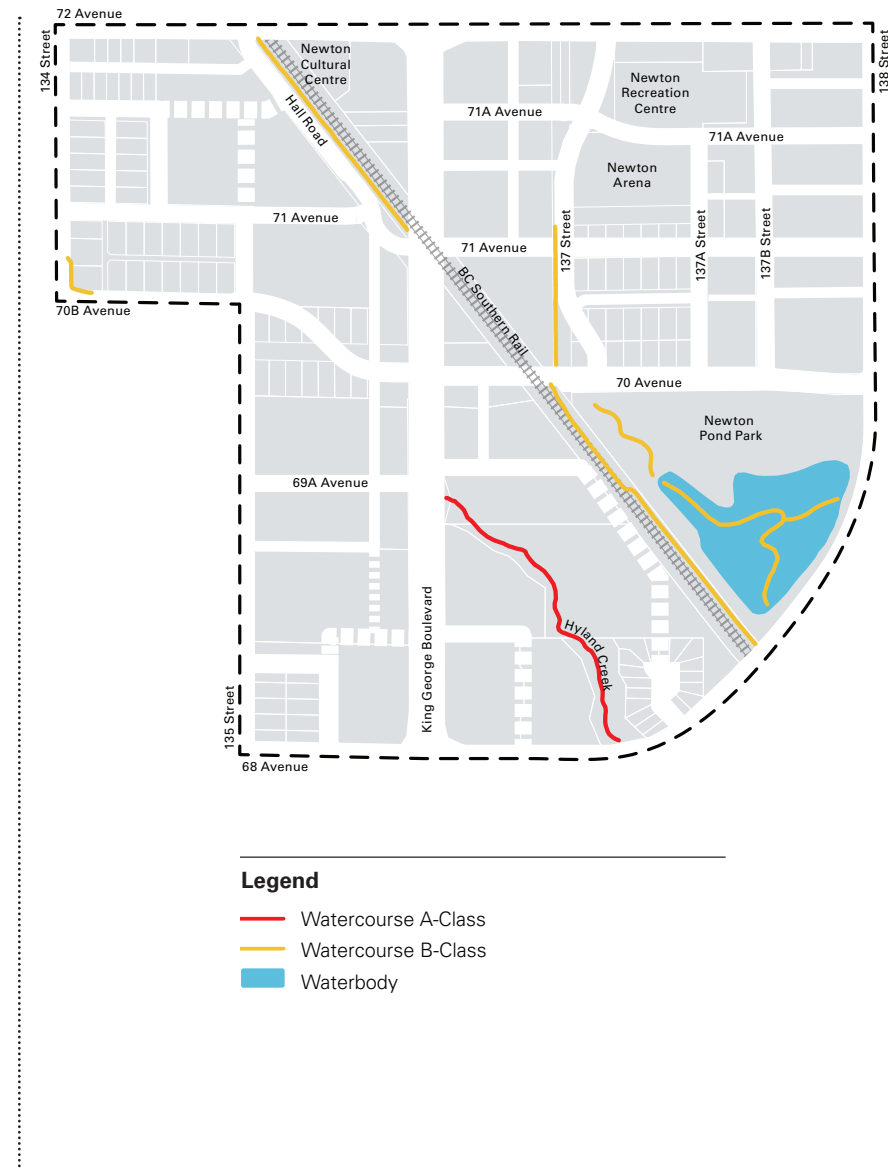 72 Avenue
134 Street
138 Street
Newton
Cultural
Centre
Hall Road
Newton
Recreation
Centre
71A Avenue
71A Avenue
Newton
Arena
71 Avenue
71 Avenue
137 Street
137A Street
137B Street
BC Southern Rail
70B Avenue
70 Avenue
Newton
Pond Park
69A Avenue
King George Boulevard
Hyland Creek
135 Street
68 Avenue
Legend
Watercourse A-Class
Watercourse B-Class
Waterbody